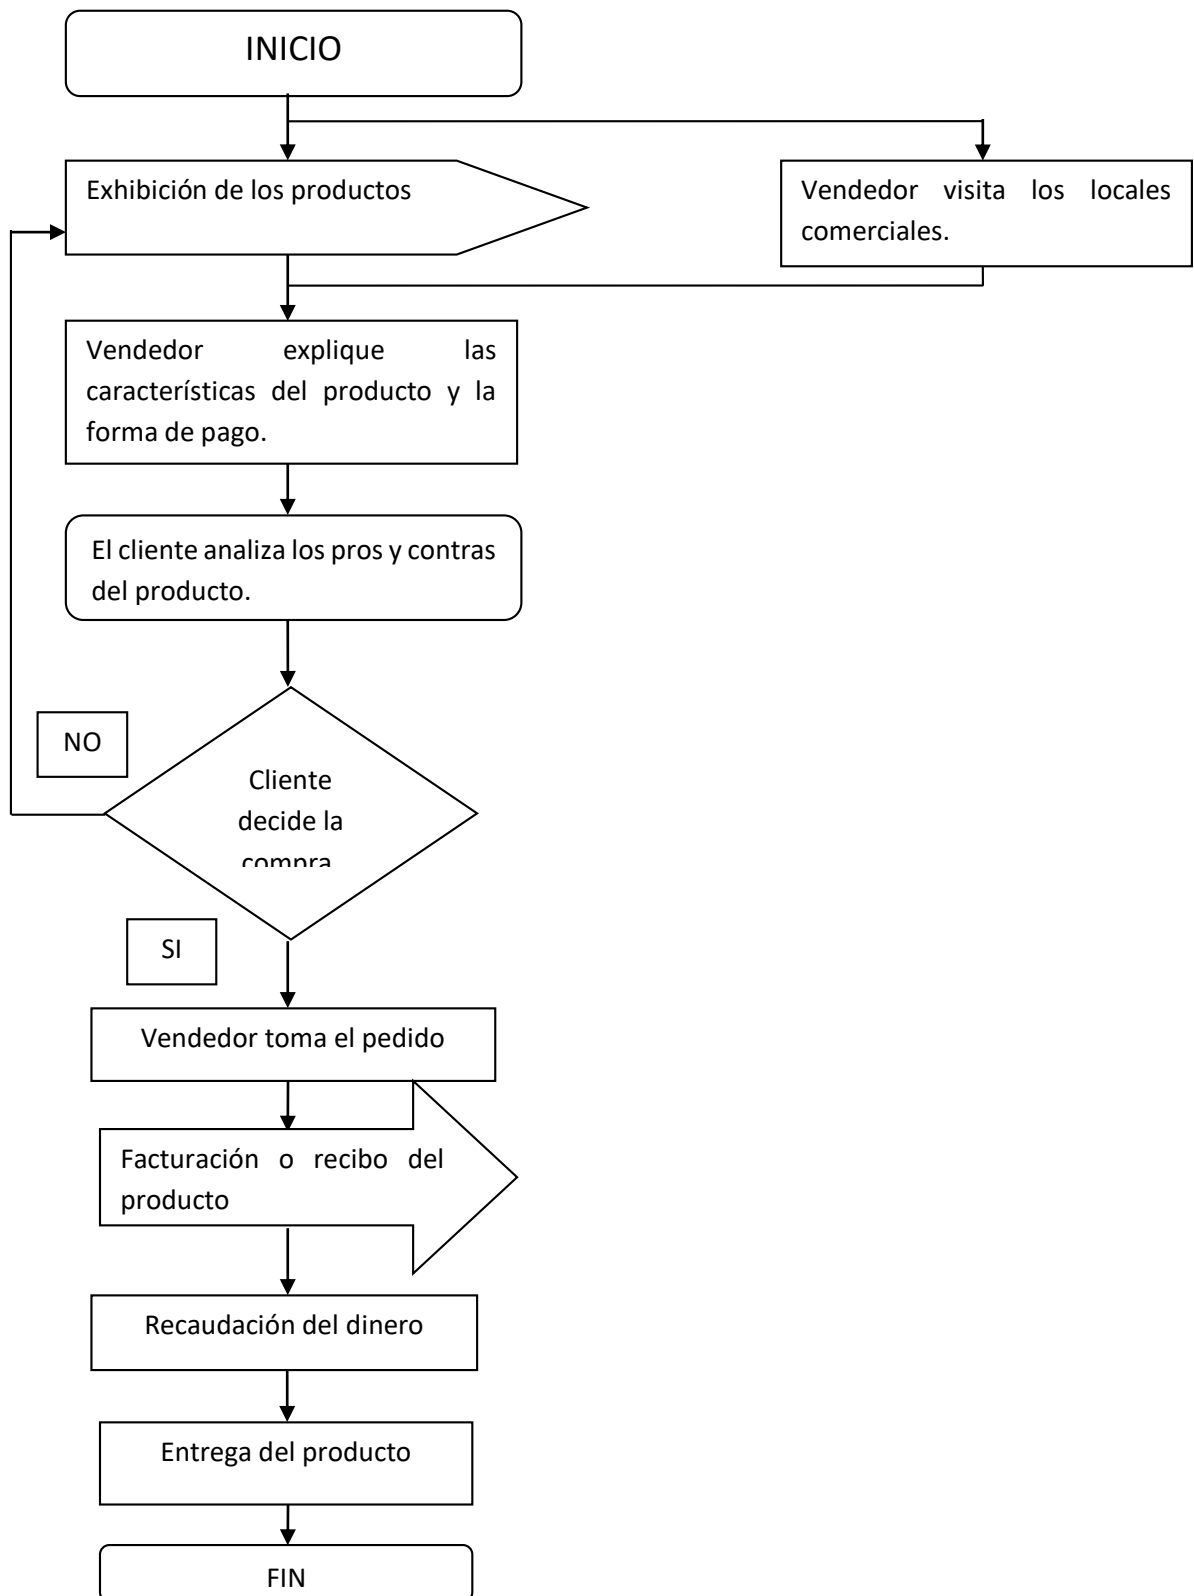 INICIO
Exhibición de los productos
Vendedor visita los locales
comerciales.
Vendedor explique las
características del producto y la
forma de pago.
El cliente analiza los pros y contras
del producto.
NO
Cliente
decide la
compra
SI
Vendedor toma el pedido
Facturación o recibo del
producto
Recaudación del dinero
Entrega del producto
FIN